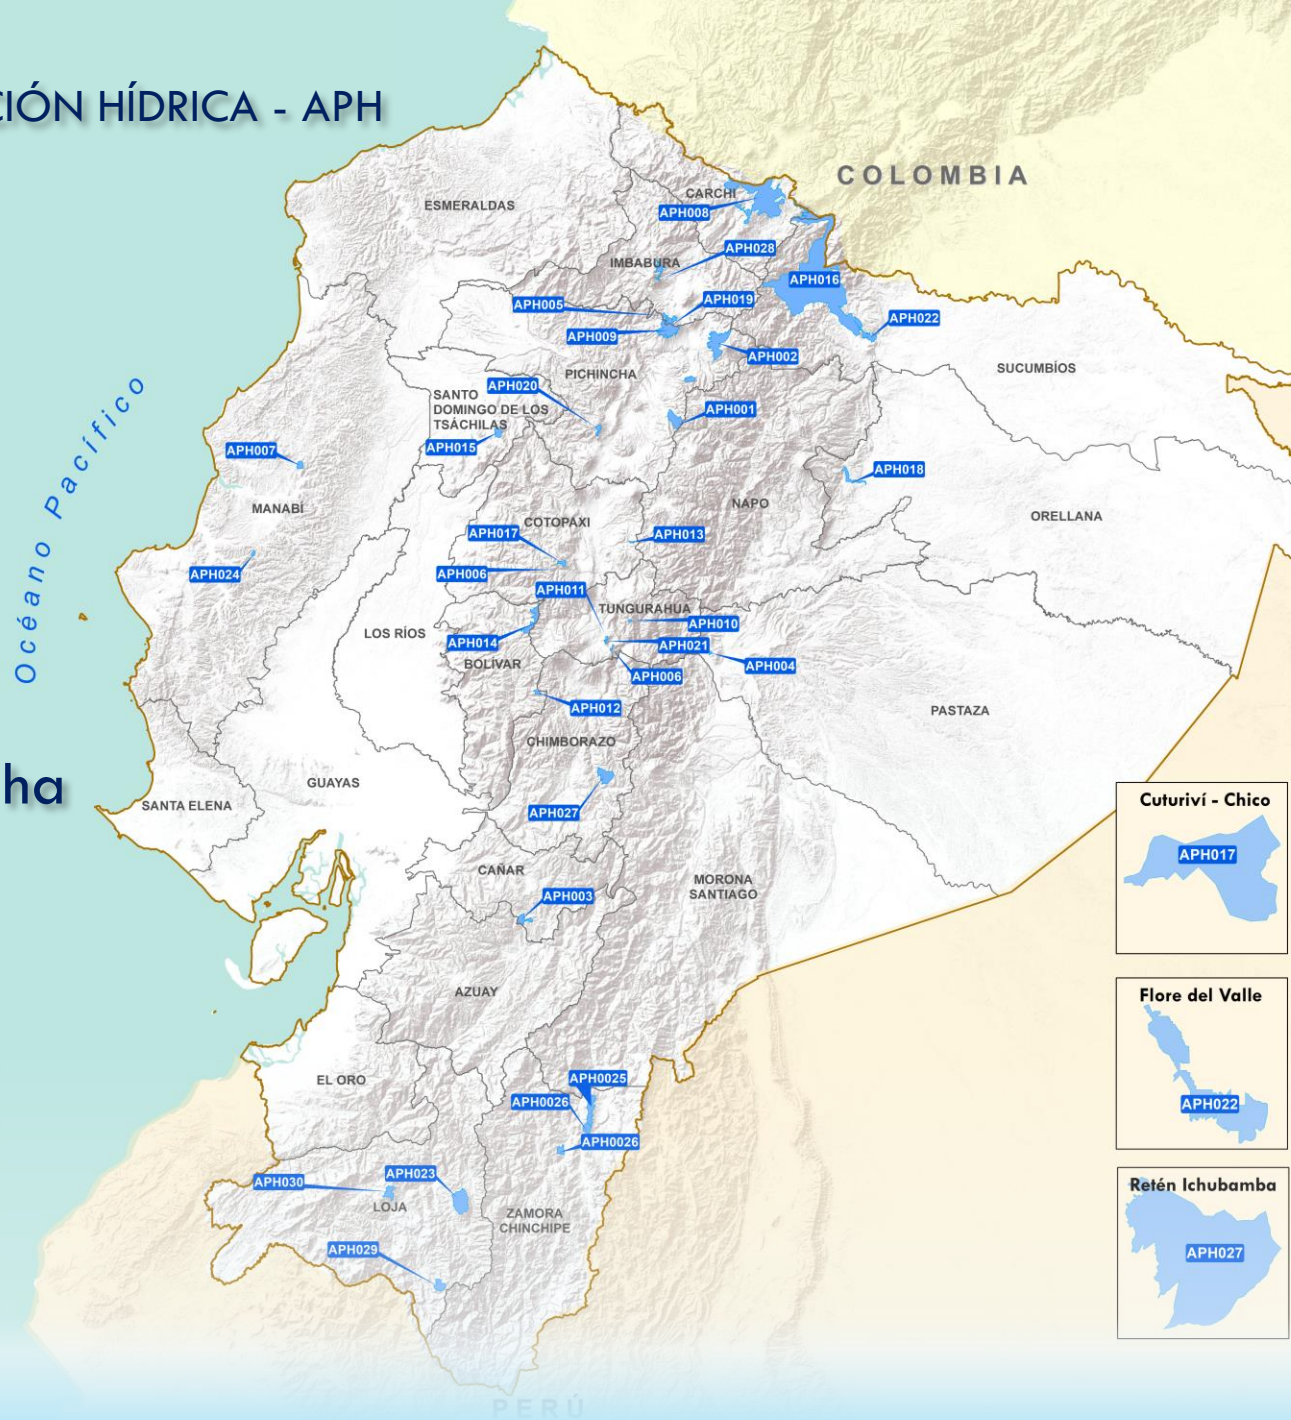 CIÓN HÍDRICA - APH
COLOMBIA
CARCHI
APH008
ESMERALDAS
APH028
IMBABURA
APH016
APH005
APH019
APH009
APH022
APH002
SUCUMBÍOS
PICHINCHA
APH020
SANTO
DOMINGO DE LOS
TSÁCHILAS
APH001
APH015
APH007
APH018
Océano Pacífico
MANABÍ
NAPO
ORELLANA
COTOPAXI
APH017
APH013
APH024
APH006
APH011
TUNGURAHUA
APH010
LOS RÍOS
APH014
APH021
BOLÍVAR
APH004
APH006
APH012
PASTAZA
CHIMBORAZO
ha
GUAYAS
SANTA ELENA
APH027
CAÑAR
MORONA
SANTIAGO
APH003
AZUAY
EL ORO
APH0025
APH0026
APH0026
APH023
APH030
LOJA
ZAMORA
CHINCHIPE
APH029
PERÚ
Cuturiví - Chico
APH017
Flore del Valle
APH022
Retén Ichubamba
APH027